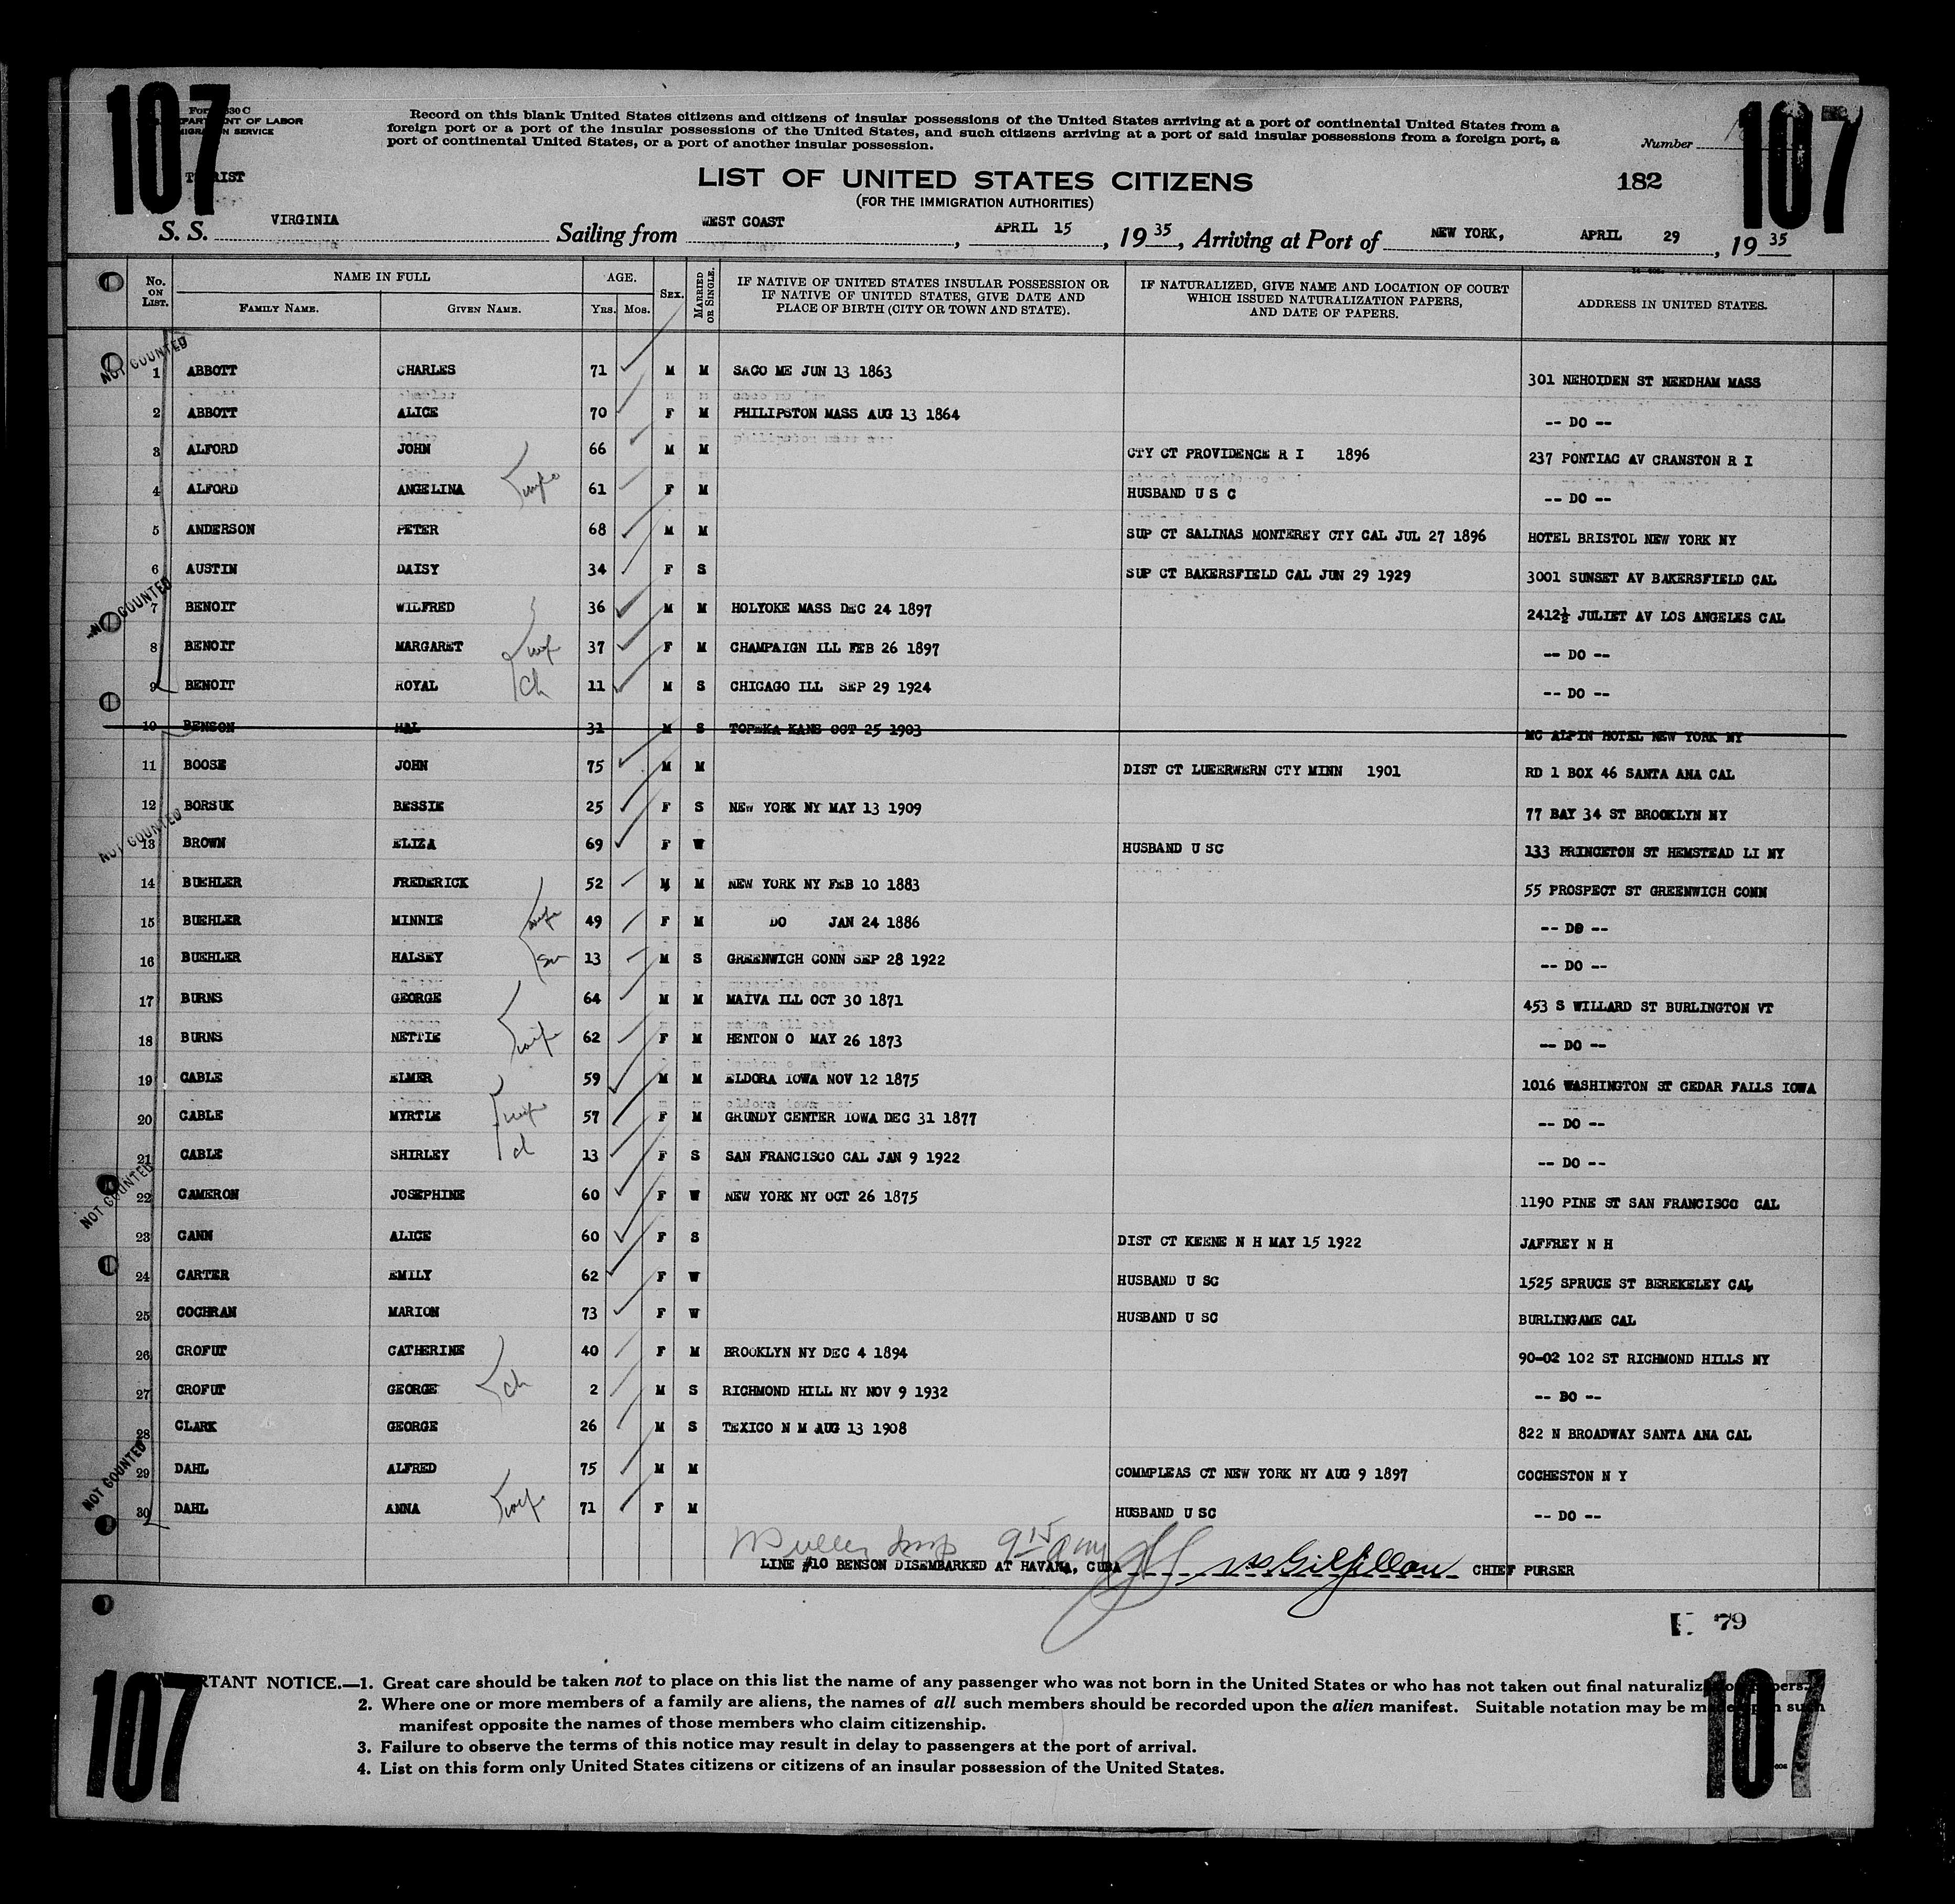 107
107
Form 630 C
DEPARTMENT OF LABOR
IMMIGRATION SERVICE
TOURIST
Record on this blank United States citizens and citizens of insular possessions of the United States arriving at a port of continental United States from a
foreign port or a port of the insular possessions of the United States, and such citizens arriving at a port of said insular possessions from a foreign port, a
port of continental United States, or a port of another insular possession.
Number
LIST OF UNITED STATES CITIZENS
182
(FOR THE IMMIGRATION AUTHORITIES)
S. S. VIRGINIA Sailing from WEST COAST, APRIL 15, 1935, Arriving at Port of NEW YORK, APRIL 29, 1935
No. ON LIST. NAME IN FULL FAMILY NAME. GIVEN NAME. AGE. YRS. MOS. SEX. MARRIED OR SINGLE. IF NATIVE OF UNITED STATES INSULAR POSSESSION OR IF NATIVE OF UNITED STATES, GIVE DATE AND PLACE OF BIRTH (CITY OR TOWN AND STATE). IF NATURALIZED, GIVE NAME AND LOCATION OF COURT WHICH ISSUED NATURALIZATION PAPERS, AND DATE OF PAPERS. ADDRESS IN UNITED STATES.
NOT COUNTED
1 ABBOTT CHARLES 71 M M SACO ME JUN 13 1863 301 NEHOIDEN ST NEEDHAM MASS
2 ABBOTT ALICE 70 F M PHILIPSTON MASS AUG 13 1864 -- DO --
3 ALFORD JOHN 66 M M CTY CT PROVIDENCE R I 1896 237 PONTIAC AV CRANSTON R I
4 ALFORD ANGELINA wife 61 F M HUSBAND U S C -- DO --
5 ANDERSON PETER 68 M M SUP CT SALINAS MONTEREY CTY CAL JUL 27 1896 HOTEL BRISTOL NEW YORK NY
6 AUSTIN DAISY 34 F S SUP CT BAKERSFIELD CAL JUN 29 1929 3001 SUNSET AV BAKERSFIELD CAL
NOT COUNTED
7 BENOIT WILFRED 36 M M HOLYOKE MASS DEC 24 1897 2412½ JULIET AV LOS ANGELES CAL
8 BENOIT MARGARET wf 37 F M CHAMPAIGN ILL FEB 26 1897 -- DO --
9 BENOIT ROYAL ch 11 M S CHICAGO ILL SEP 29 1924 -- DO --
10 BENSON HAL 31 M S TOPEKA KANS OCT 25 1903 MC ALPIN HOTEL NEW YORK NY
11 BOOSE JOHN 75 M M DIST CT LUEERWERN CTY MINN 1901 RD 1 BOX 46 SANTA ANA CAL
12 BORSUK BESSIE 25 F S NEW YORK NY MAY 13 1909 77 BAY 34 ST BROOKLYN NY
NOT COUNTED
13 BROWN ELIZA 69 F W HUSBAND U SC 133 PRINCETON ST HEMSTEAD LI NY
14 BUEHLER FREDERICK 52 M M NEW YORK NY FEB 10 1883 55 PROSPECT ST GREENWICH CONN
15 BUEHLER MINNIE wife 49 F M DO JAN 24 1886 -- DO --
16 BUEHLER HALSEY son 13 M S GREENWICH CONN SEP 28 1922 -- DO --
17 BURNS GEORGE 64 M M MAIVA ILL OCT 30 1871 453 S WILLARD ST BURLINGTON VT
18 BURNS NETTIE wife 62 F M HENTON O MAY 26 1873 -- DO --
19 CABLE ELMER 59 M M ELDORA IOWA NOV 12 1875 1016 WASHINGTON ST CEDAR FALLS IOWA
20 CABLE MYRTLE wife 57 F M GRUNDY CENTER IOWA DEC 31 1877 -- DO --
21 CABLE SHIRLEY d 13 F S SAN FRANCISCO CAL JAN 9 1922 -- DO --
NOT COUNTED
22 CAMERON JOSEPHINE 60 F W NEW YORK NY OCT 26 1875 1190 PINE ST SAN FRANCISCO CAL
23 CANN ALICE 60 F S DIST CT KEENE N H MAY 15 1922 JAFFREY N H
24 CARTER EMILY 62 F W HUSBAND U SC 1525 SPRUCE ST BEREKELEY CAL
25 COCHRAN MARION 73 F W HUSBAND U SC BURLINGAME CAL
26 CROFUT CATHERINE 40 F M BROOKLYN NY DEC 4 1894 90-02 102 ST RICHMOND HILLS NY
27 CROFUT GEORGE ch 2 M S RICHMOND HILL NY NOV 9 1932 -- DO --
28 CLARK GEORGE 26 M S TEXICO N M AUG 13 1908 822 N BROADWAY SANTA ANA CAL
NOT COUNTED
29 DAHL ALFRED 75 M M COMMPLEAS CT NEW YORK NY AUG 9 1897 COCHESTON N Y
30 DAHL ANNA wife 71 F M HUSBAND U SC -- DO --
9 15 am
LINE #10 BENSON DISEMBARKED AT HAVANA, CUBA Gilfillan CHIEF PURSER
79
IMPORTANT NOTICE.—1. Great care should be taken not to place on this list the name of any passenger who was not born in the United States or who has not taken out final naturalization papers.
2. Where one or more members of a family are aliens, the names of all such members should be recorded upon the alien manifest. Suitable notation may be made upon such
manifest opposite the names of those members who claim citizenship.
3. Failure to observe the terms of this notice may result in delay to passengers at the port of arrival.
4. List on this form only United States citizens or citizens of an insular possession of the United States.
107
107